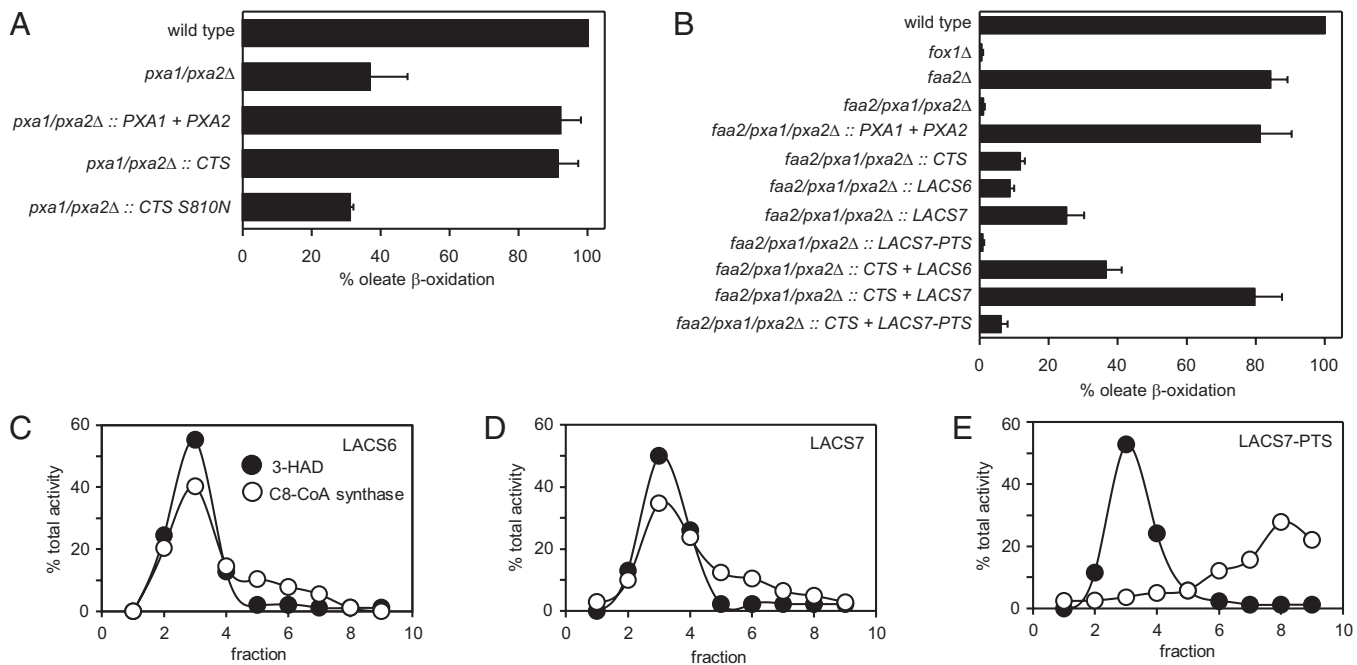 A
wild type
pxa1/pxa2Δ
pxa1/pxa2Δ :: PXA1 + PXA2
pxa1/pxa2Δ :: CTS
pxa1/pxa2Δ :: CTS S810N
0 20 40 60 80 100
% oleate β-oxidation
B
wild type
fox1Δ
faa2Δ
faa2/pxa1/pxa2Δ
faa2/pxa1/pxa2Δ :: PXA1 + PXA2
faa2/pxa1/pxa2Δ :: CTS
faa2/pxa1/pxa2Δ :: LACS6
faa2/pxa1/pxa2Δ :: LACS7
faa2/pxa1/pxa2Δ :: LACS7-PTS
faa2/pxa1/pxa2Δ :: CTS + LACS6
faa2/pxa1/pxa2Δ :: CTS + LACS7
faa2/pxa1/pxa2Δ :: CTS + LACS7-PTS
0 20 40 60 80 100
% oleate β-oxidation
C
LACS6
3-HAD
C8-CoA synthase
% total activity
60
40
20
0
0 2 4 6 8 10
fraction
D
LACS7
% total activity
60
40
20
0
0 2 4 6 8 10
fraction
E
LACS7-PTS
% total activity
60
40
20
0
0 2 4 6 8 10
fraction